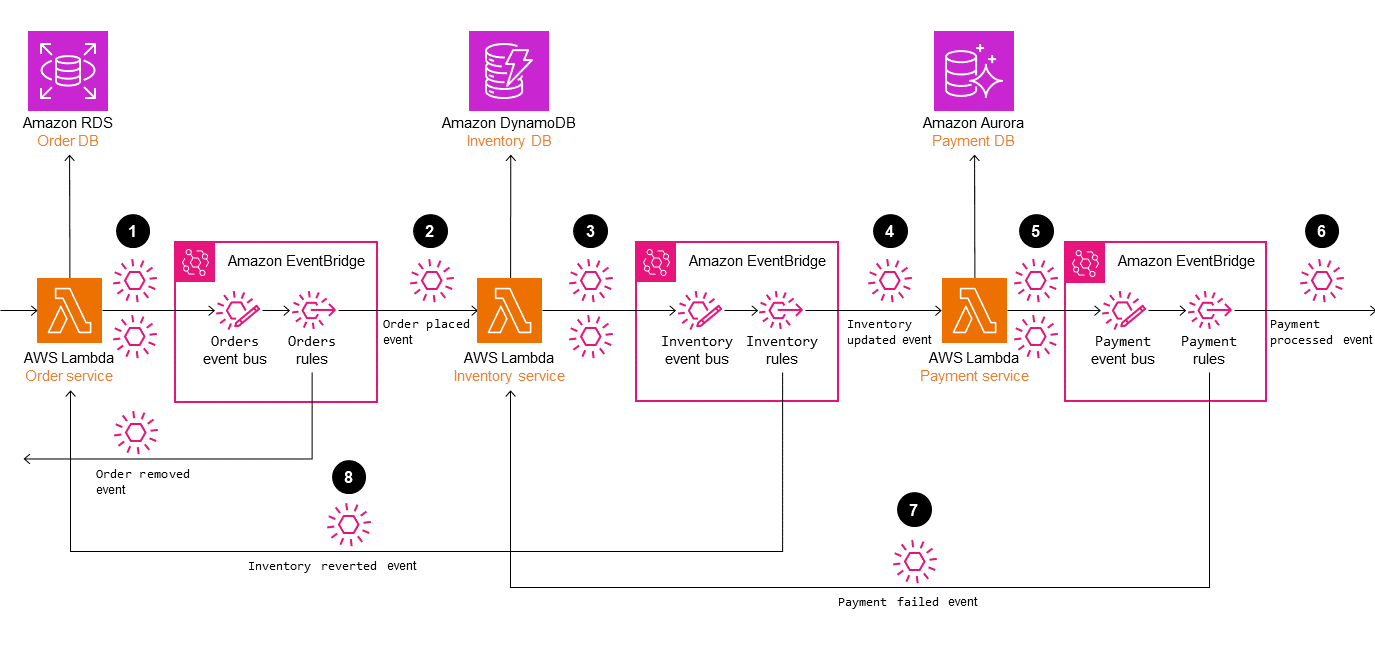 Amazon RDS
Order DB
Amazon DynamoDB
Inventory DB
Amazon Aurora
Payment DB
1
2
3
4
5
6
Amazon EventBridge
Amazon EventBridge
Amazon EventBridge
Orders
event bus
Orders
rules
Order placed
event
Inventory
event bus
Inventory
rules
Inventory
updated event
Payment
event bus
Payment
rules
Payment
processed event
AWS Lambda
Order service
AWS Lambda
Inventory service
AWS Lambda
Payment service
Order removed
event
8
Inventory reverted event
7
Payment failed event